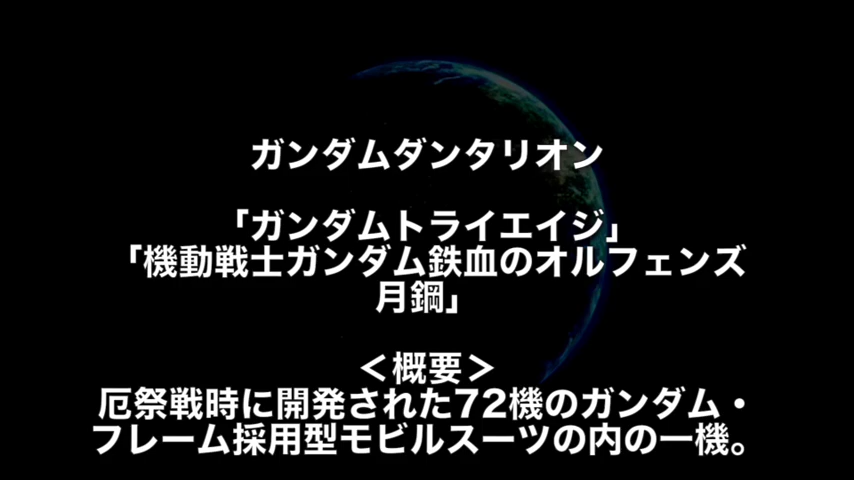 ガンダムダンタリオン
「ガンダムトライエイジ」
「機動戦士ガンダム鉄血のオルフェンズ
月鋼」
＜概要＞
厄祭戦時に開発された72機のガンダム・
フレーム採用型モビルスーツの内の一機。